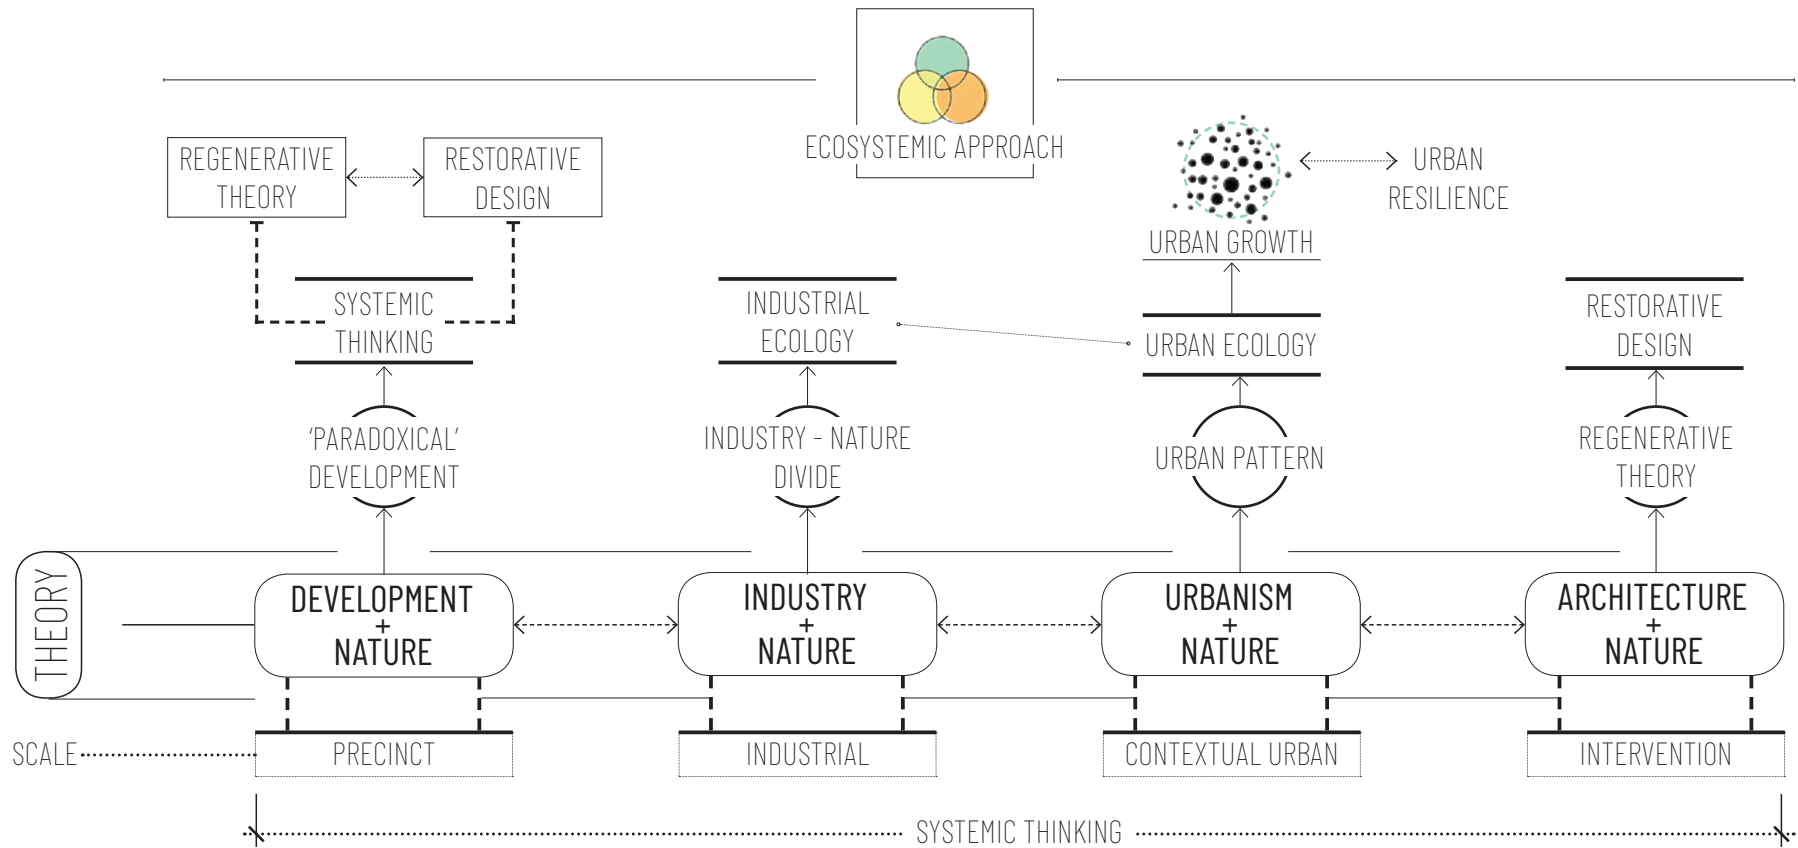 ECOSYSTEMIC APPROACH
REGENERATIVE
THEORY
RESTORATIVE
DESIGN
URBAN
RESILIENCE
URBAN GROWTH
SYSTEMIC
THINKING
INDUSTRIAL
ECOLOGY
URBAN ECOLOGY
RESTORATIVE
DESIGN
‘PARADOXICAL’
DEVELOPMENT
INDUSTRY - NATURE
DIVIDE
URBAN PATTERN
REGENERATIVE
THEORY
THEORY
DEVELOPMENT
+
NATURE
INDUSTRY
+
NATURE
URBANISM
+
NATURE
ARCHITECTURE
+
NATURE
SCALE
PRECINCT
INDUSTRIAL
CONTEXTUAL URBAN
INTERVENTION
SYSTEMIC THINKING